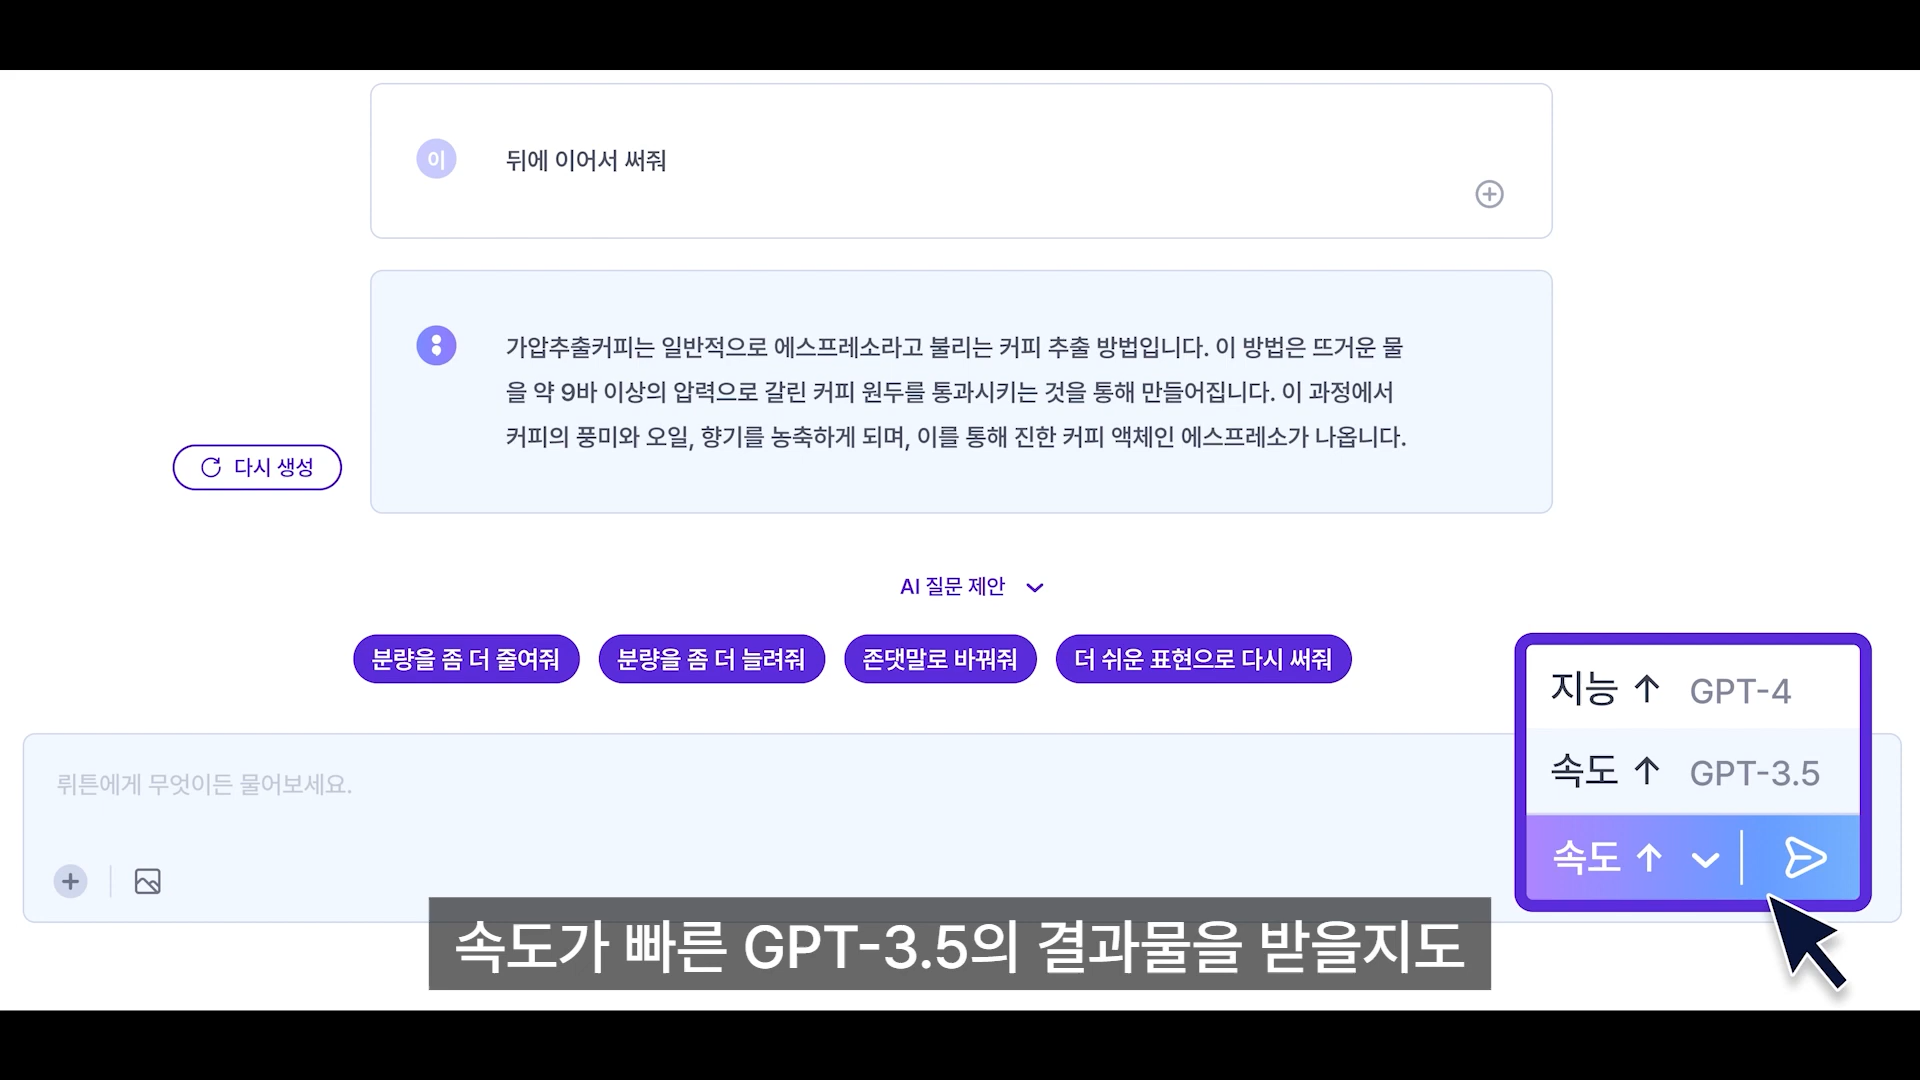 이
뒤에 이어서 써줘
가압추출커피는 일반적으로 에스프레소라고 불리는 커피 추출 방법입니다. 이 방법은 뜨거운 물
을 약 9바 이상의 압력으로 갈린 커피 원두를 통과시키는 것을 통해 만들어집니다. 이 과정에서
커피의 풍미와 오일, 향기를 농축하게 되며, 이를 통해 진한 커피 액체인 에스프레소가 나옵니다.
다시 생성
AI 질문 제안
분량을 좀 더 줄여줘
분량을 좀 더 늘려줘
존댓말로 바꿔줘
더 쉬운 표현으로 다시 써줘
지능 ↑ GPT-4
속도 ↑ GPT-3.5
속도 ↑
뤼튼에게 무엇이든 물어보세요.
속도가 빠른 GPT-3.5의 결과물을 받을지도